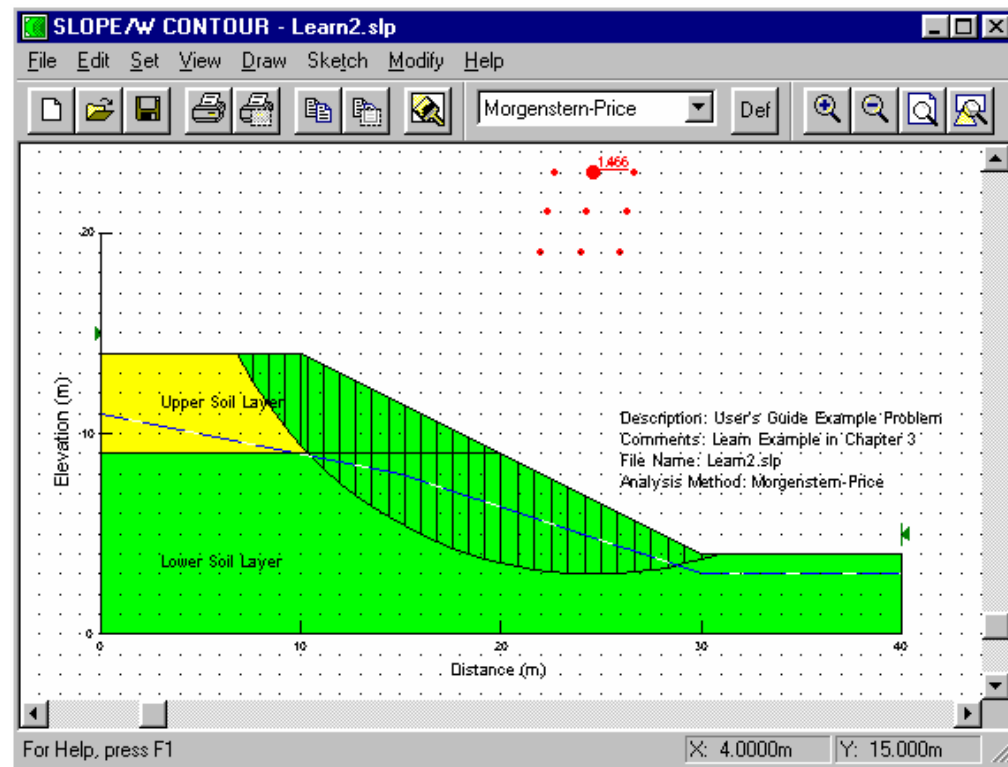 SLOPE/W CONTOUR - Learn2.slp
File Edit Set View Draw Sketch Modify Help
Morgenstern-Price Def
1.466
20
10
0
Elevation (m)
Upper Soil Layer
Lower Soil Layer
Description: User's Guide Example Problem
Comments: Learn Example in Chapter 3
File Name: Learn2.slp
Analysis Method: Morgenstern-Price
0 10 20 30 40
Distance (m)
For Help, press F1 X: 4.0000m Y: 15.000m